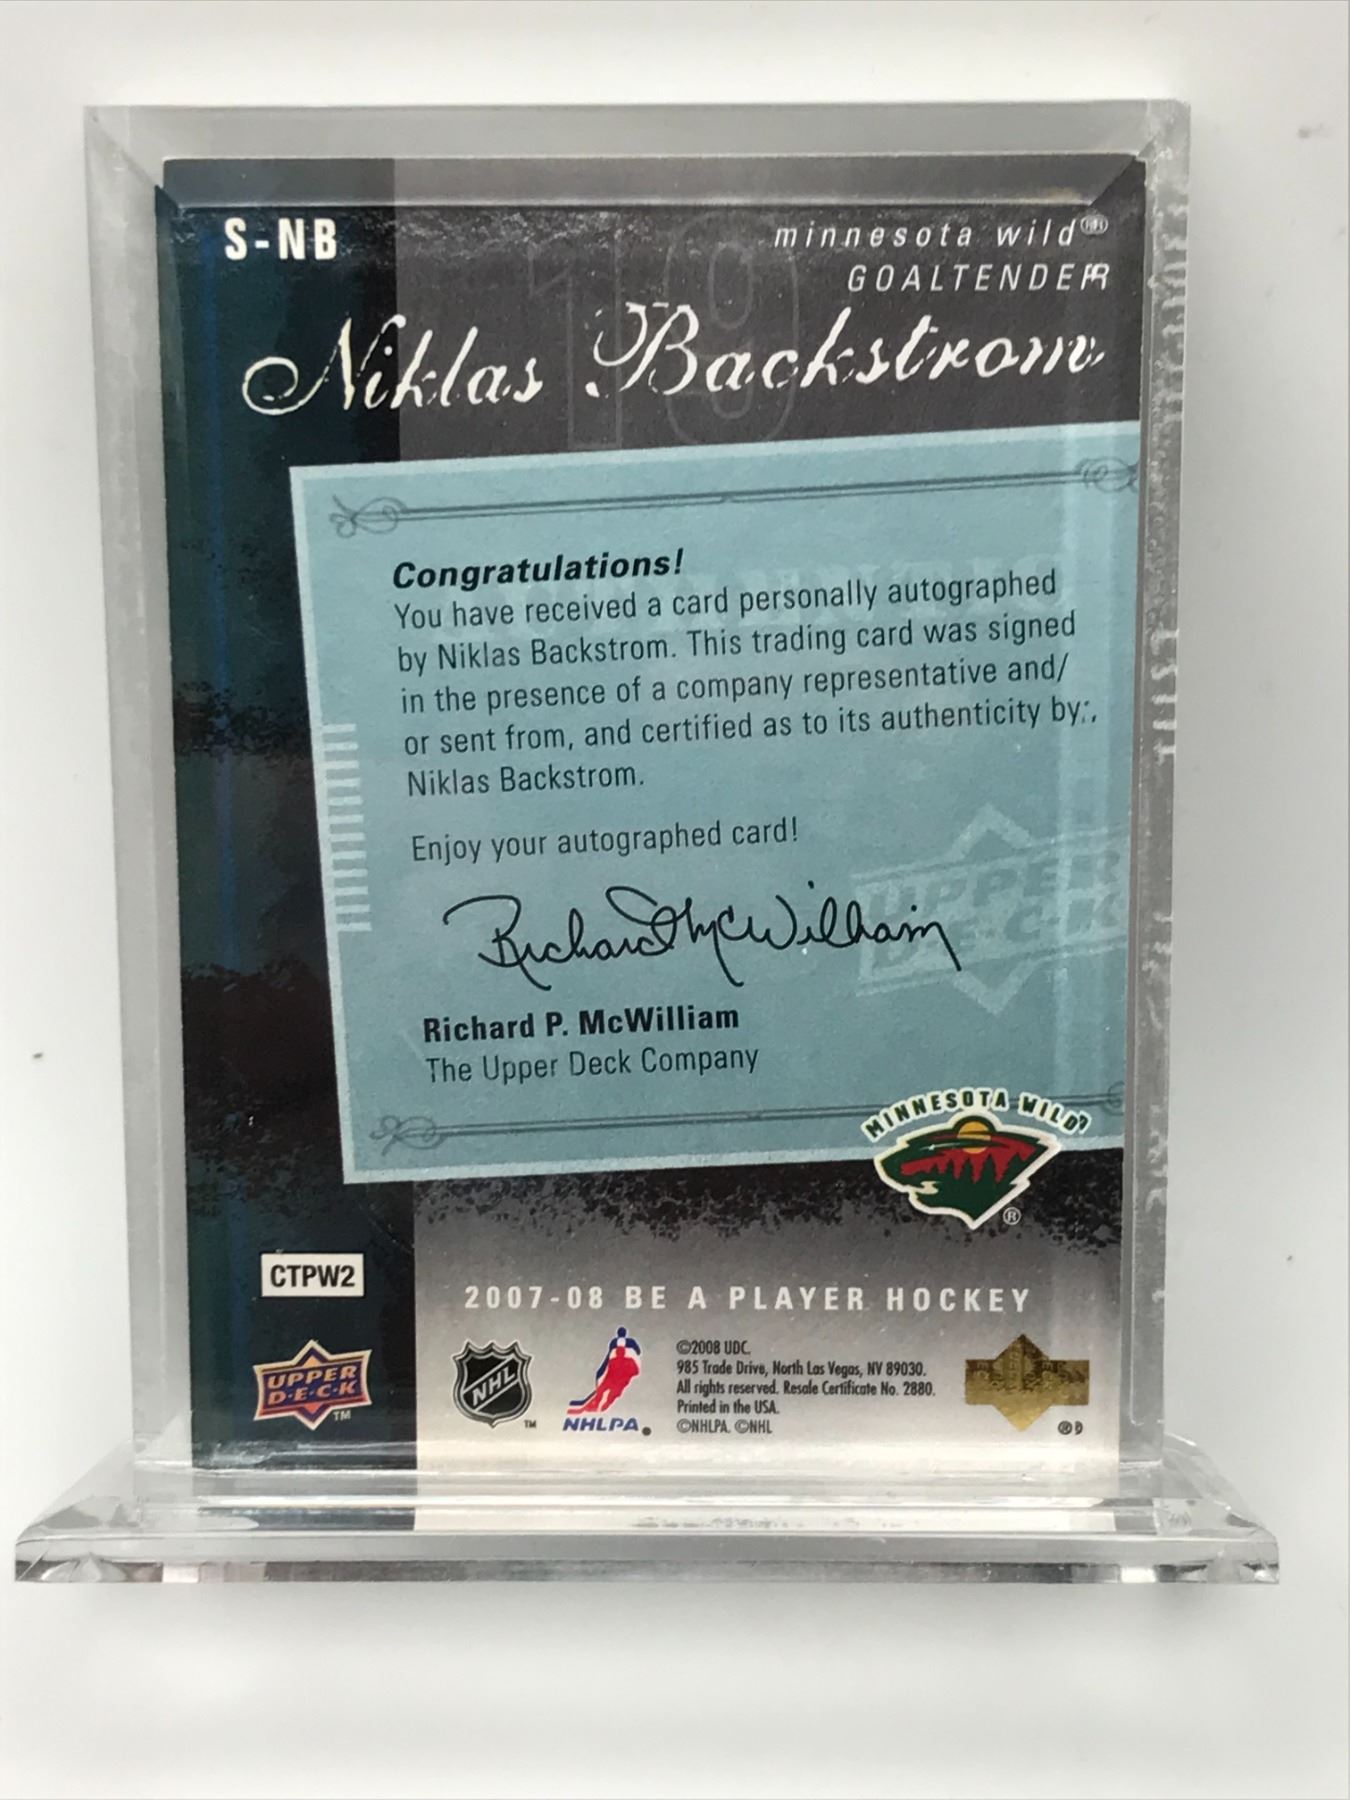 S-NB
minnesota wild
GOALTENDER
19
Niklas Backstrom
Congratulations!
You have received a card personally autographed
by Niklas Backstrom. This trading card was signed
in the presence of a company representative and/
or sent from, and certified as to its authenticity by:,
Niklas Backstrom.
Enjoy your autographed card!
UPPER
D·E·C·K
Richard McWilliam
Richard P. McWilliam
The Upper Deck Company
MINNESOTA WILD
®
CTPW2
2007-08 BE A PLAYER HOCKEY
UPPER
D·E·C·K
TM
NHL
TM
NHLPA®
©2008 UDC.
985 Trade Drive, North Las Vegas, NV 89030.
All rights reserved. Resale Certificate No. 2880.
Printed in the USA.
©NHLPA. ©NHL